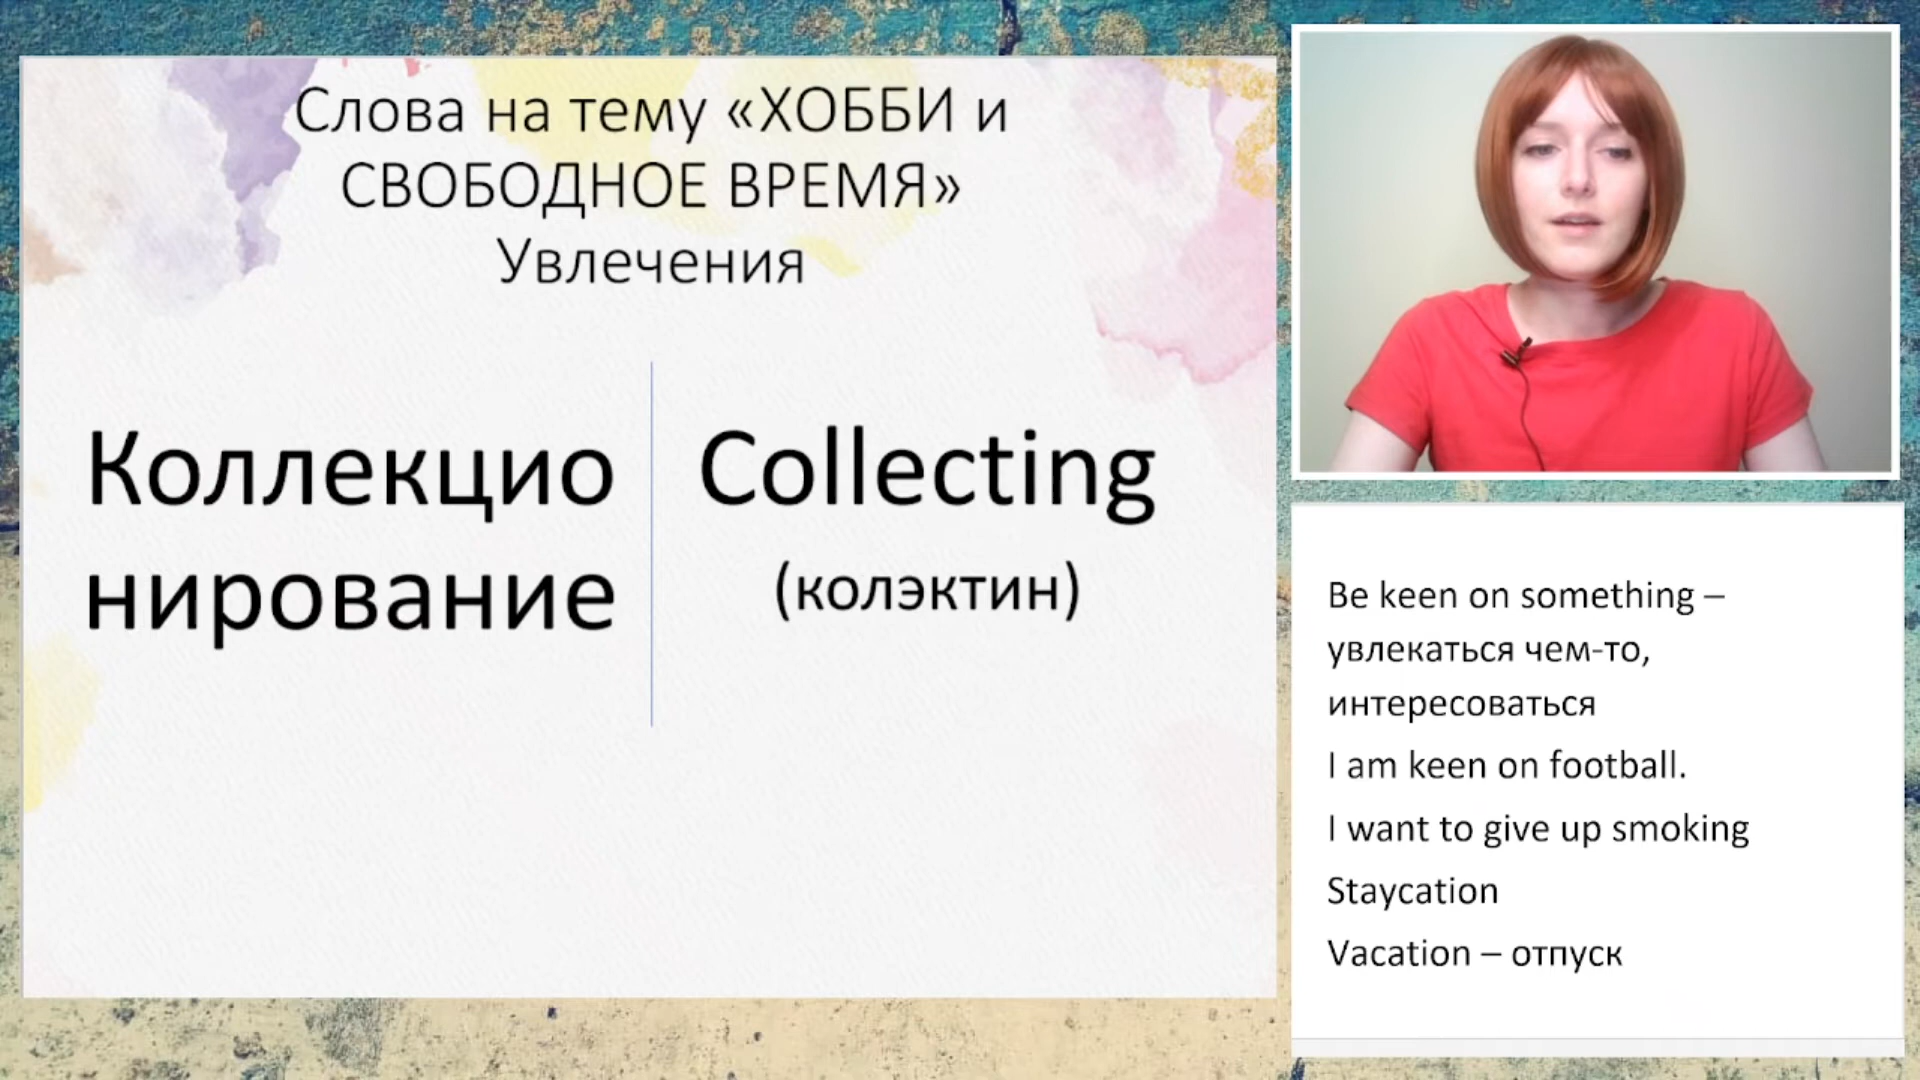 Слова на тему «ХОББИ и
СВОБОДНОЕ ВРЕМЯ»
Увлечения
Коллекцио
нирование
Collecting
(колэктин)
Be keen on something –
увлекаться чем-то,
интересоваться
I am keen on football.
I want to give up smoking
Staycation
Vacation – отпуск